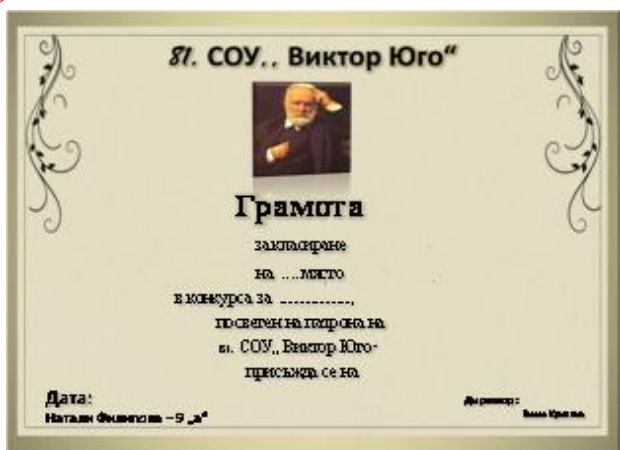 81. СОУ,, Виктор Юго“
Грамота
за класиране
на ....място
в конкурса за ............,
посветен на патрона на
81. СОУ,, Виктор Юго-
присъжда се на
Дата:
Директор:
Натали Филипова – 9 „а“